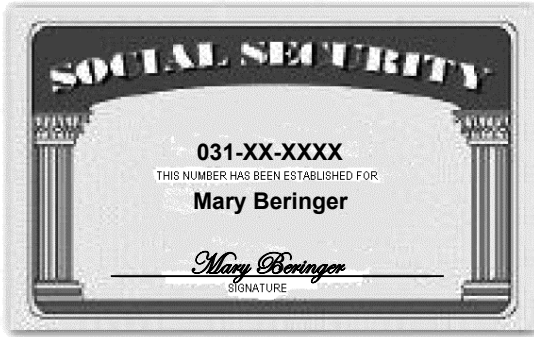 SOCIAL SECURITY
031-XX-XXXX
THIS NUMBER HAS BEEN ESTABLISHED FOR
Mary Beringer
Mary Beringer
SIGNATURE